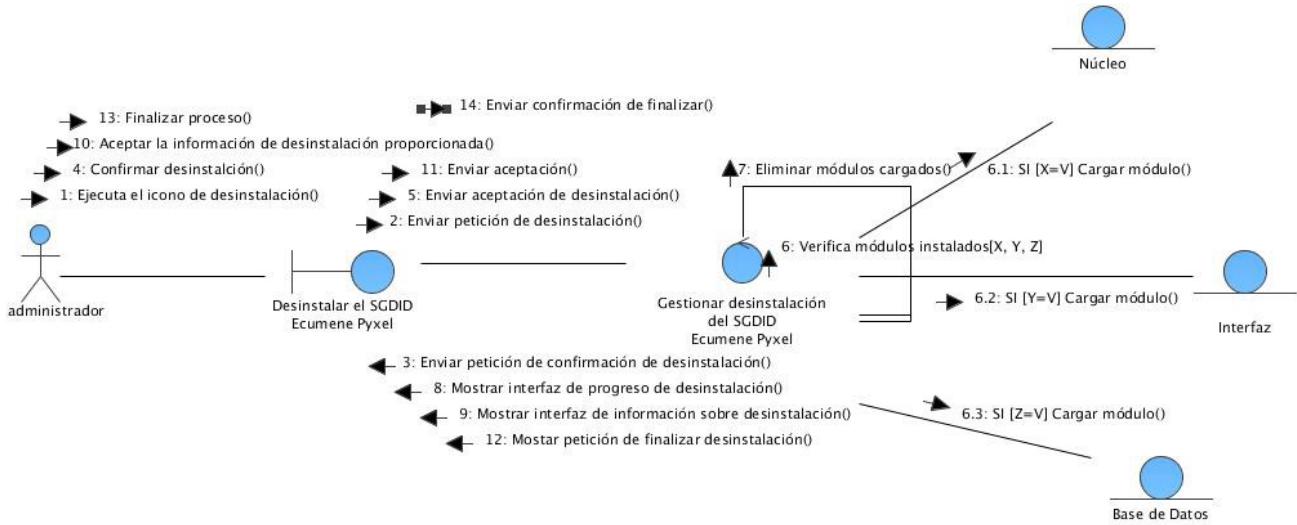 Núcleo
13: Finalizar proceso()
14: Enviar confirmación de finalizar()
10: Aceptar la información de desinstalación proporcionada()
4: Confirmar desinstalción()
11: Enviar aceptación()
7: Eliminar módulos cargados()
6.1: SI [X=V] Cargar módulo()
1: Ejecuta el icono de desinstalación()
5: Enviar aceptación de desinstalación()
2: Enviar petición de desinstalación()
6: Verifica módulos instalados[X, Y, Z]
administrador
Desinstalar el SGDID
Ecumene Pyxel
Gestionar desinstalación
del SGDID
Ecumene Pyxel
6.2: SI [Y=V] Cargar módulo()
Interfaz
3: Enviar petición de confirmación de desinstalación()
8: Mostrar interfaz de progreso de desinstalación()
9: Mostrar interfaz de información sobre desinstalación()
12: Mostar petición de finalizar desinstalación()
6.3: SI [Z=V] Cargar módulo()
Base de Datos